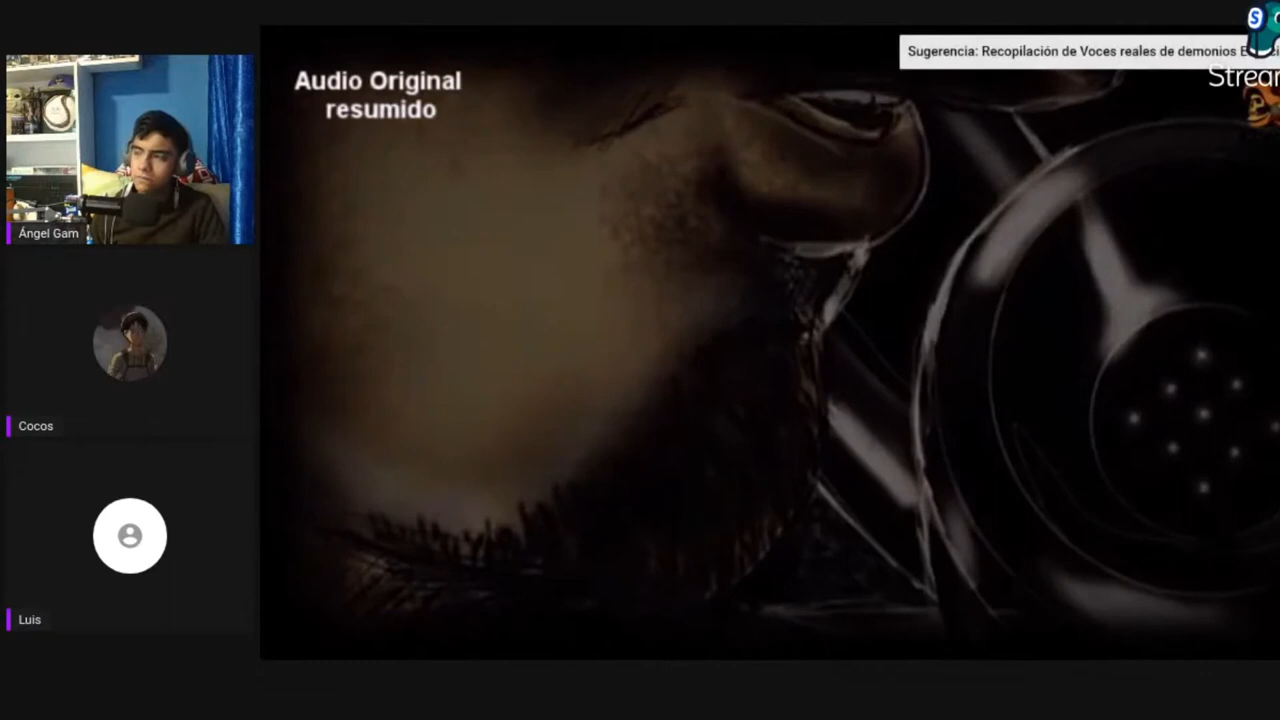 Sugerencia: Recopilación de Voces reales de demonios
Audio Original
resumido
Ángel Gam
Cocos
Luis